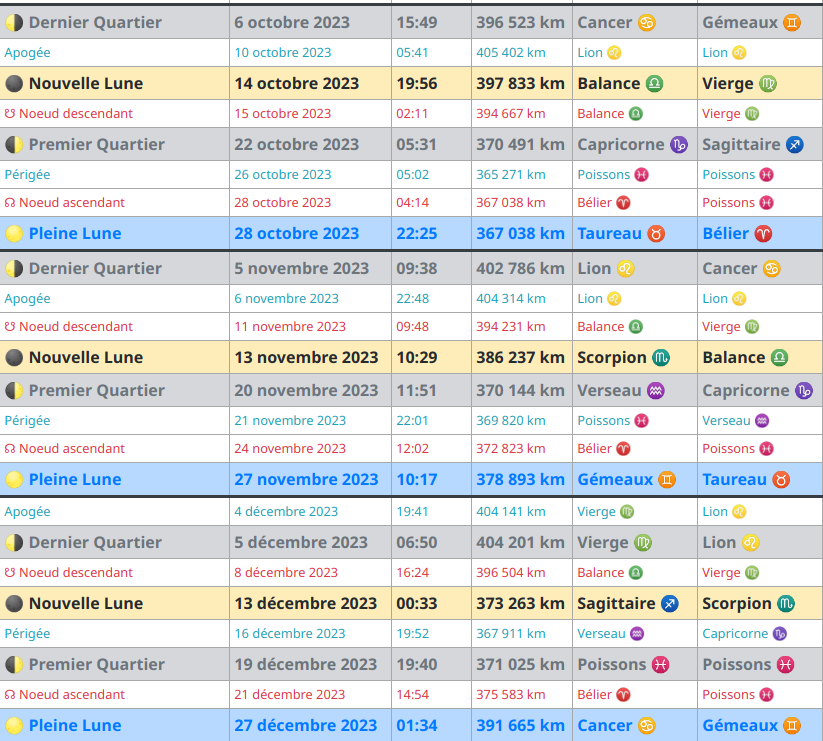 Dernier Quartier 6 octobre 2023 15:49 396 523 km Cancer ♋ Gémeaux ♊
Apogée 10 octobre 2023 05:41 405 402 km Lion ♌ Lion ♌
Nouvelle Lune 14 octobre 2023 19:56 397 833 km Balance ♎ Vierge ♍
☋ Noeud descendant 15 octobre 2023 02:11 394 667 km Balance ♎ Vierge ♍
Premier Quartier 22 octobre 2023 05:31 370 491 km Capricorne ♑ Sagittaire ♐
Périgée 26 octobre 2023 05:02 365 271 km Poissons ♓ Poissons ♓
☊ Noeud ascendant 28 octobre 2023 04:14 367 038 km Bélier ♈ Poissons ♓
Pleine Lune 28 octobre 2023 22:25 367 038 km Taureau ♉ Bélier ♈
Dernier Quartier 5 novembre 2023 09:38 402 786 km Lion ♌ Cancer ♋
Apogée 6 novembre 2023 22:48 404 314 km Lion ♌ Lion ♌
☋ Noeud descendant 11 novembre 2023 09:48 394 231 km Balance ♎ Vierge ♍
Nouvelle Lune 13 novembre 2023 10:29 386 237 km Scorpion ♏ Balance ♎
Premier Quartier 20 novembre 2023 11:51 370 144 km Verseau ♒ Capricorne ♑
Périgée 21 novembre 2023 22:01 369 820 km Poissons ♓ Verseau ♒
☊ Noeud ascendant 24 novembre 2023 12:02 372 823 km Bélier ♈ Poissons ♓
Pleine Lune 27 novembre 2023 10:17 378 893 km Gémeaux ♊ Taureau ♉
Apogée 4 décembre 2023 19:41 404 141 km Vierge ♍ Lion ♌
Dernier Quartier 5 décembre 2023 06:50 404 201 km Vierge ♍ Lion ♌
☋ Noeud descendant 8 décembre 2023 16:24 396 504 km Balance ♎ Vierge ♍
Nouvelle Lune 13 décembre 2023 00:33 373 263 km Sagittaire ♐ Scorpion ♏
Périgée 16 décembre 2023 19:52 367 911 km Verseau ♒ Capricorne ♑
Premier Quartier 19 décembre 2023 19:40 371 025 km Poissons ♓ Poissons ♓
☊ Noeud ascendant 21 décembre 2023 14:54 375 583 km Bélier ♈ Poissons ♓
Pleine Lune 27 décembre 2023 01:34 391 665 km Cancer ♋ Gémeaux ♊